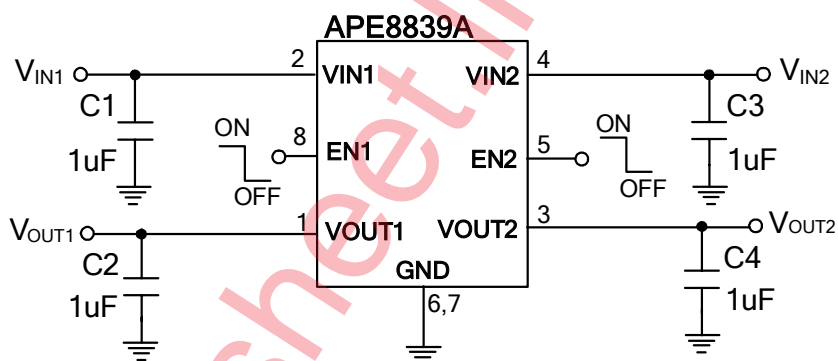 APE8839A
VIN1
2
VIN1
VIN2
4
VIN2
C1
1uF
ON
OFF
8
EN1
EN2
5
ON
OFF
C3
1uF
VOUT1
1
VOUT1
VOUT2
3
VOUT2
C2
1uF
GND
6,7
C4
1uF